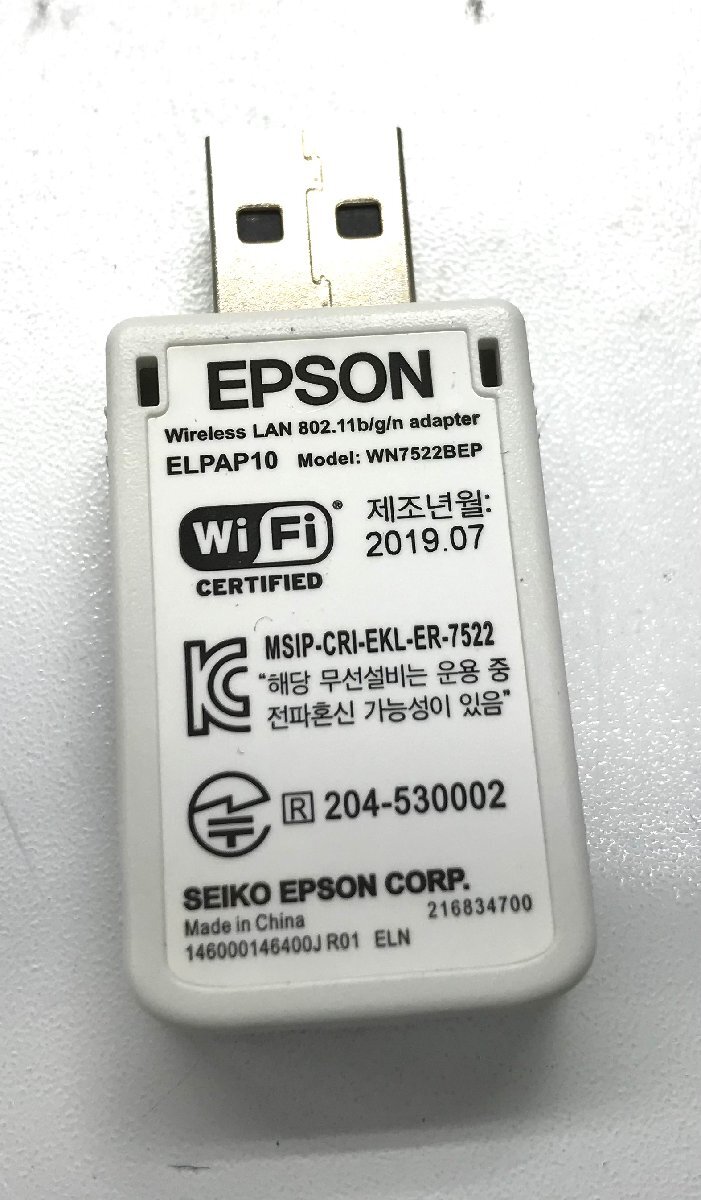 EPSON
Wireless LAN 802.11b/g/n adapter
ELPAP10 Model: WN7522BEP
Wi Fi ®
CERTIFIED
제조년월:
2019.07
MSIP-CRI-EKL-ER-7522
"해당 무선설비는 운용 중
전파혼신 가능성이 있음"
R 204-530002
SEIKO EPSON CORP.
Made in China 216834700
146000146400J R01 ELN